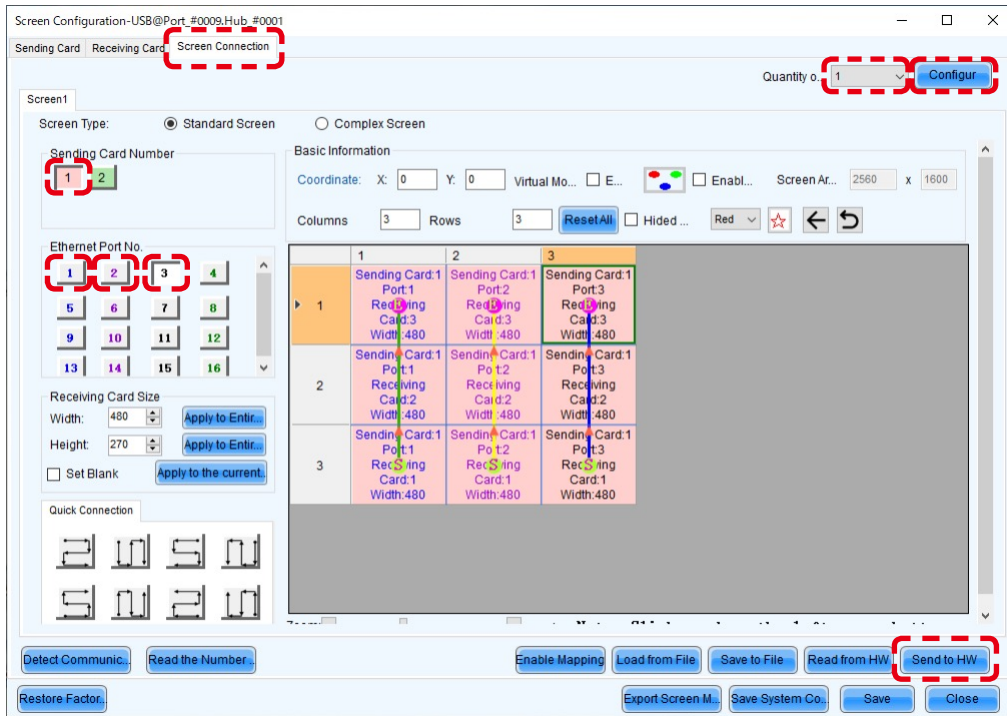 Screen Configuration-USB@Port_#0009.Hub_#0001
Sending Card Receiving Card Screen Connection
Quantity o.. 1 Configur
Screen1
Screen Type: Standard Screen Complex Screen
Sending Card Number
1 2
Basic Information
Coordinate: X: 0 Y: 0 Virtual Mo... E... Enabl... Screen Ar... 2560 x 1600
Columns 3 Rows 3 Reset All Hided ... Red
Ethernet Port No.
1 2 3 4
5 6 7 8
9 10 11 12
13 14 15 16
Receiving Card Size
Width: 480 Apply to Entir...
Height: 270 Apply to Entir...
Set Blank Apply to the current..
Quick Connection
1 2 3
1
Sending Card:1 Sending Card:1 Sending Card:1
Port:1 Port:2 Port:3
Receiving Receiving Receiving
Card:3 Card:3 Card:3
Width:480 Width:480 Width:480
2
Sending Card:1 Sending Card:1 Sending Card:1
Port:1 Port:2 Port:3
Receiving Receiving Receiving
Card:2 Card:2 Card:2
Width:480 Width:480 Width:480
3
Sending Card:1 Sending Card:1 Sending Card:1
Port:1 Port:2 Port:3
Receiving Receiving Receiving
S S S
Card:1 Card:1 Card:1
Width:480 Width:480 Width:480
Detect Communic.. Read the Number .. Enable Mapping Load from File Save to File Read from HW Send to HW
Restore Factor.. Export Screen M.. Save System Co.. Save Close